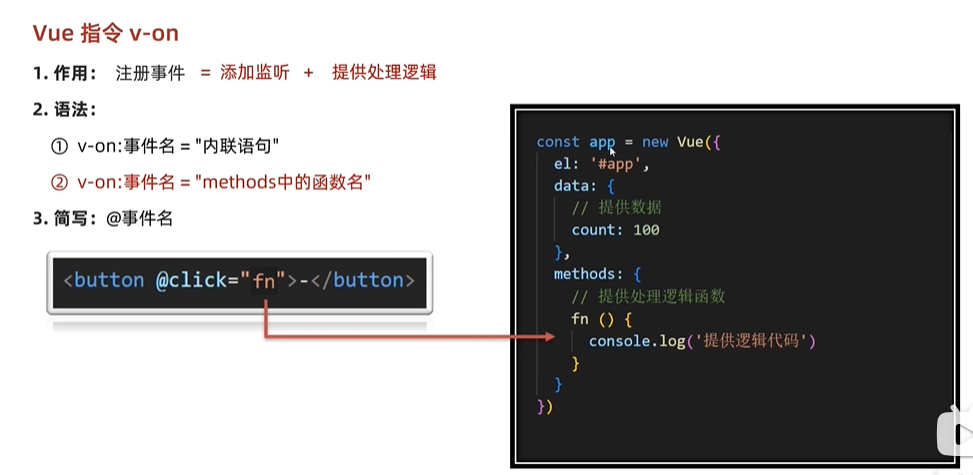 Vue 指令 v-on
1. 作用： 注册事件 = 添加监听 + 提供处理逻辑
2. 语法：
① v-on:事件名 = "内联语句"
② v-on:事件名 = "methods中的函数名"
3. 简写：@事件名
<button @click="fn">-</button>
const app = new Vue({
el: '#app',
data: {
// 提供数据
count: 100
},
methods: {
// 提供处理逻辑函数
fn () {
console.log('提供逻辑代码')
}
}
})